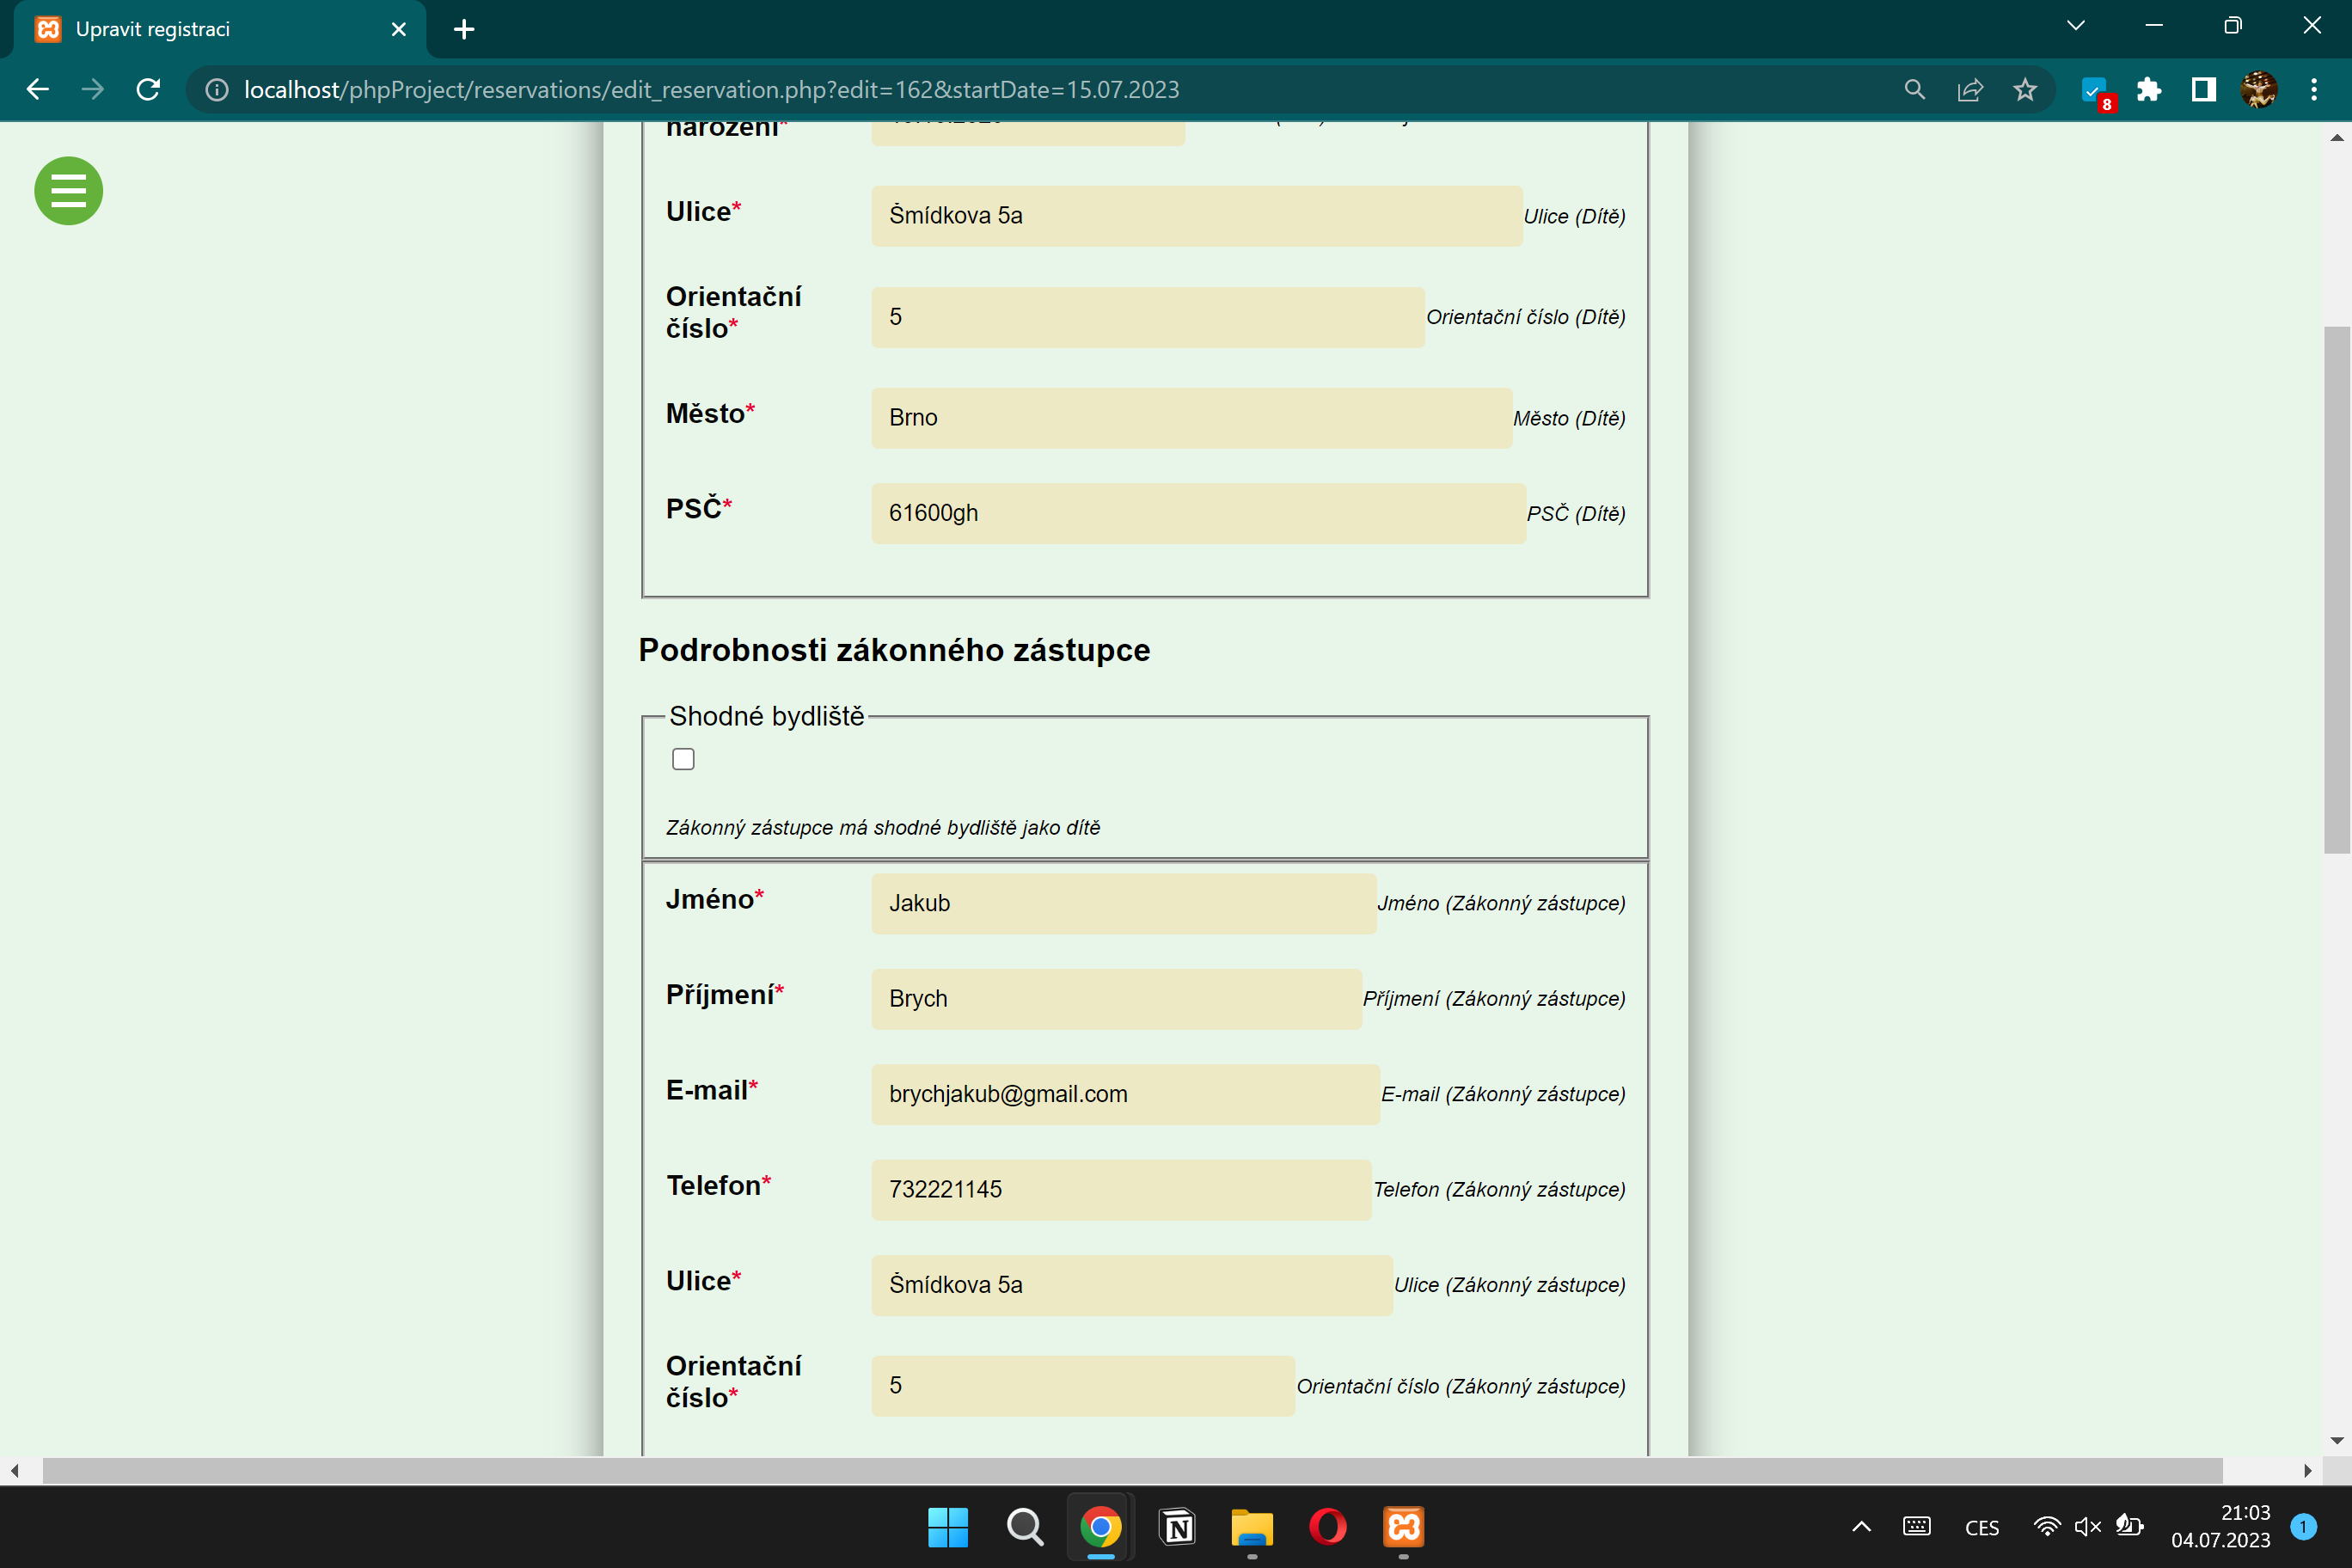 Upravit registraci
localhost/phpProject/reservations/edit_reservation.php?edit=162&startDate=15.07.2023
8
narození*
Ulice*
Šmídkova 5a
Ulice (Dítě)
Orientační
číslo*
5
Orientační číslo (Dítě)
Město*
Brno
Město (Dítě)
PSČ*
61600gh
PSČ (Dítě)
Podrobnosti zákonného zástupce
Shodné bydliště
Zákonný zástupce má shodné bydliště jako dítě
Jméno*
Jakub
Jméno (Zákonný zástupce)
Příjmení*
Brych
Příjmení (Zákonný zástupce)
E-mail*
brychjakub@gmail.com
E-mail (Zákonný zástupce)
Telefon*
732221145
Telefon (Zákonný zástupce)
Ulice*
Šmídkova 5a
Ulice (Zákonný zástupce)
Orientační
číslo*
5
Orientační číslo (Zákonný zástupce)
CES
21:03
04.07.2023
1